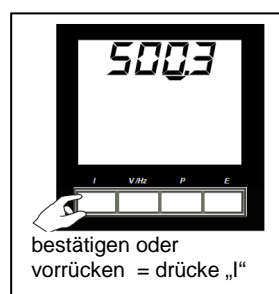 500.3
I V/Hz P E
bestätigen oder
vorrücken = drücke „I“